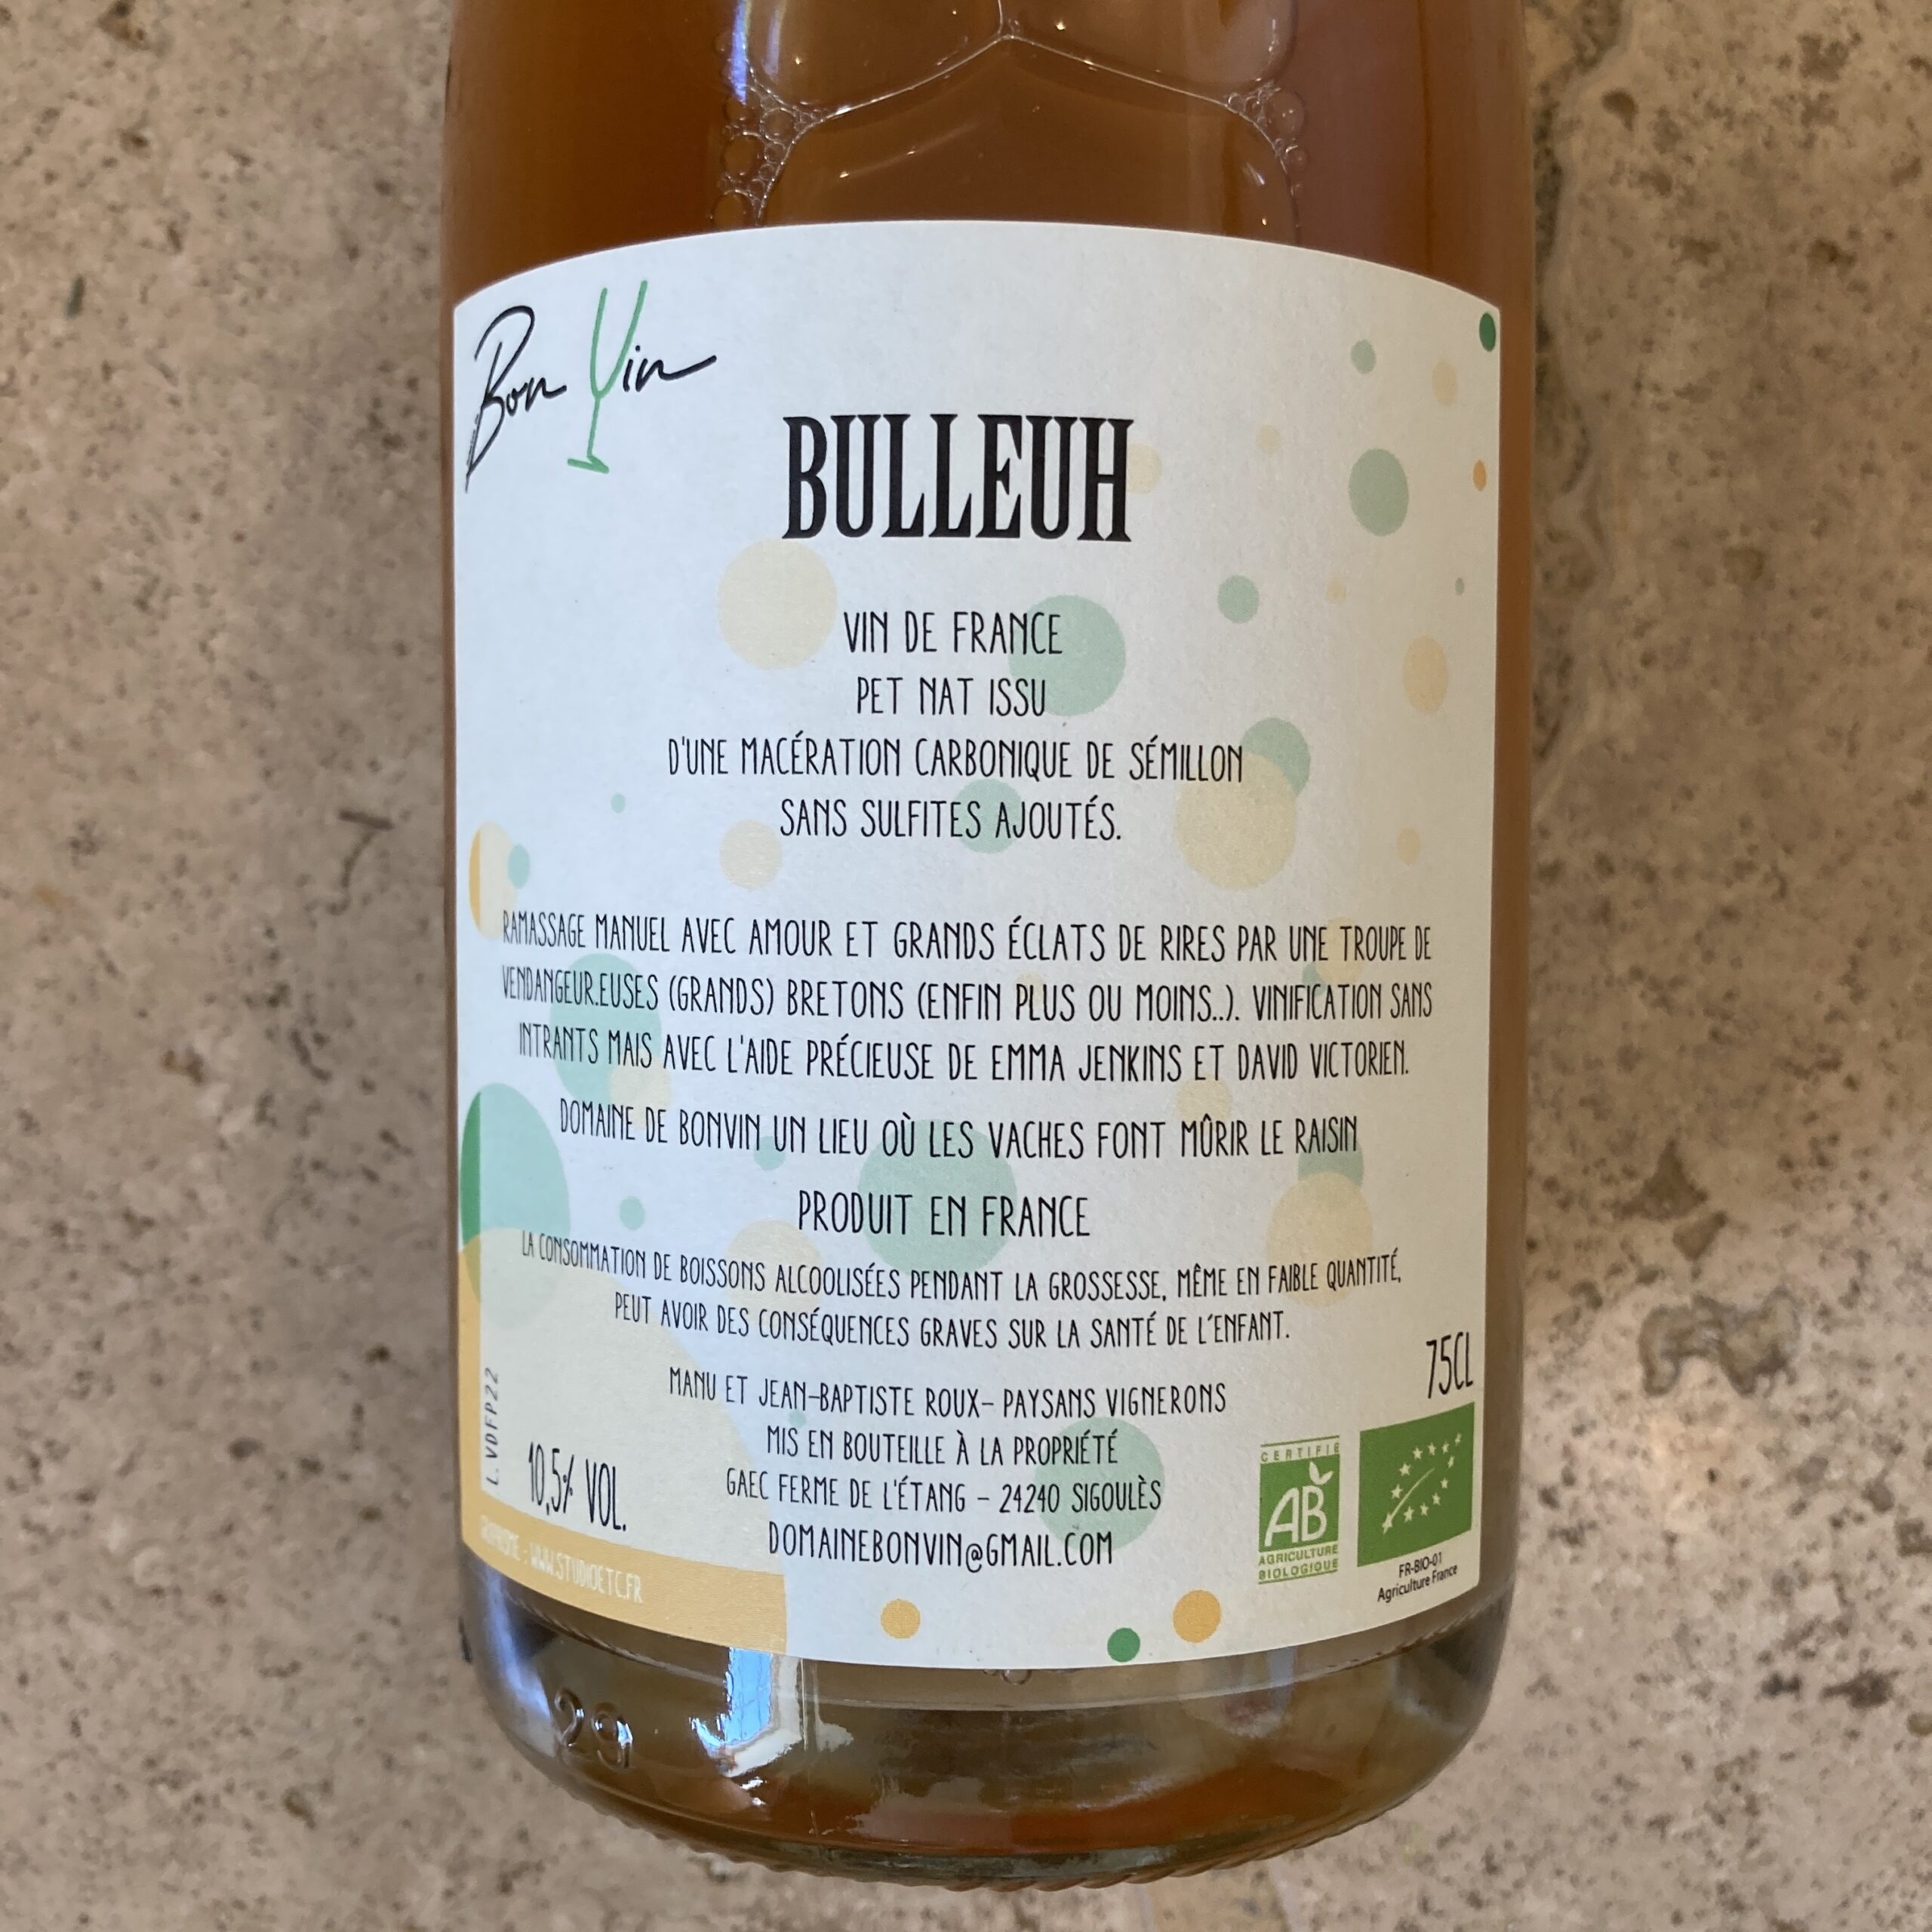 Bon Vin
BULLEUH
VIN DE FRANCE
PET NAT ISSU
D'UNE MACÉRATION CARBONIQUE DE SÉMILLON
SANS SULFITES AJOUTÉS.
RAMASSAGE MANUEL AVEC AMOUR ET GRANDS ÉCLATS DE RIRES PAR UNE TROUPE DE
VENDANGEUR.EUSES (GRANDS) BRETONS (ENFIN PLUS OU MOINS..). VINIFICATION SANS
INTRANTS MAIS AVEC L'AIDE PRÉCIEUSE DE EMMA JENKINS ET DAVID VICTORIEN.
DOMAINE DE BONVIN UN LIEU OÙ LES VACHES FONT MÛRIR LE RAISIN
PRODUIT EN FRANCE
LA CONSOMMATION DE BOISSONS ALCOOLISÉES PENDANT LA GROSSESSE, MÊME EN FAIBLE QUANTITÉ,
PEUT AVOIR DES CONSÉQUENCES GRAVES SUR LA SANTÉ DE L'ENFANT.
75CL
MANU ET JEAN-BAPTISTE ROUX- PAYSANS VIGNERONS
MIS EN BOUTEILLE À LA PROPRIÉTÉ
GAEC FERME DE L'ÉTANG - 24240 SIGOULÈS
DOMAINEBONVIN@GMAIL.COM
L.VDFP22
10,5% VOL.
CERTIFIÉ
AB
AGRICULTURE
BIOLOGIQUE
FR-BIO-01
Agriculture France
: WWW.STUDIOETC.FR
29